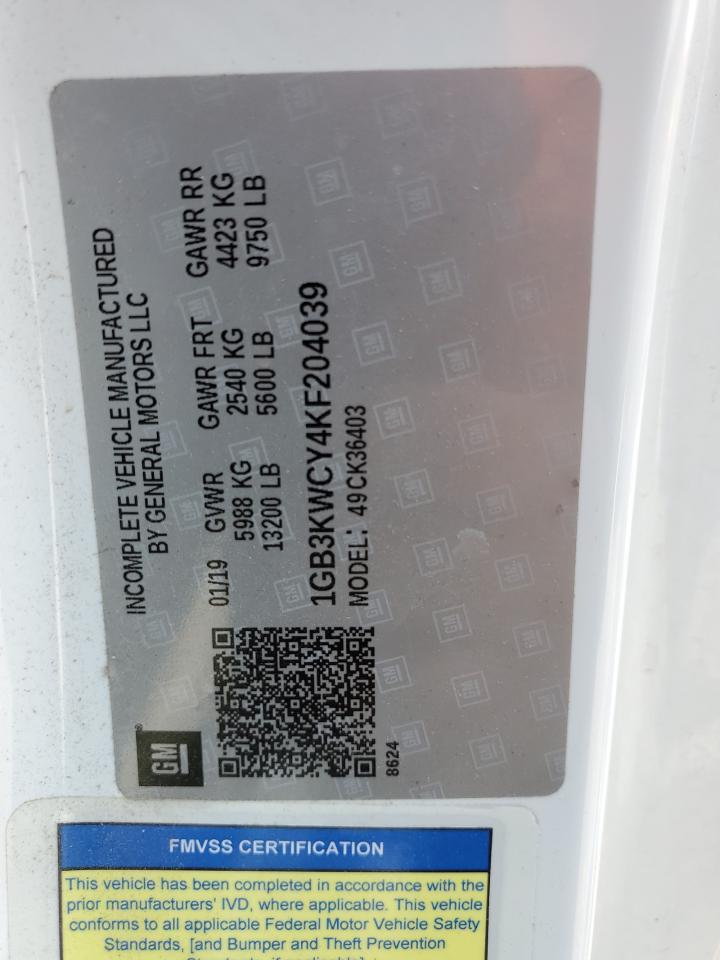 INCOMPLETE VEHICLE MANUFACTURED
BY GENERAL MOTORS LLC
01/19 GVWR GAWR FRT GAWR RR
5988 KG 2540 KG 4423 KG
13200 LB 5600 LB 9750 LB
1GB3KWCY4KF204039
MODEL: 49CK36403
GM
8624
FMVSS CERTIFICATION
This vehicle has been completed in accordance with the
prior manufacturers' IVD, where applicable. This vehicle
conforms to all applicable Federal Motor Vehicle Safety
Standards, [and Bumper and Theft Prevention
Standards, if applicable]